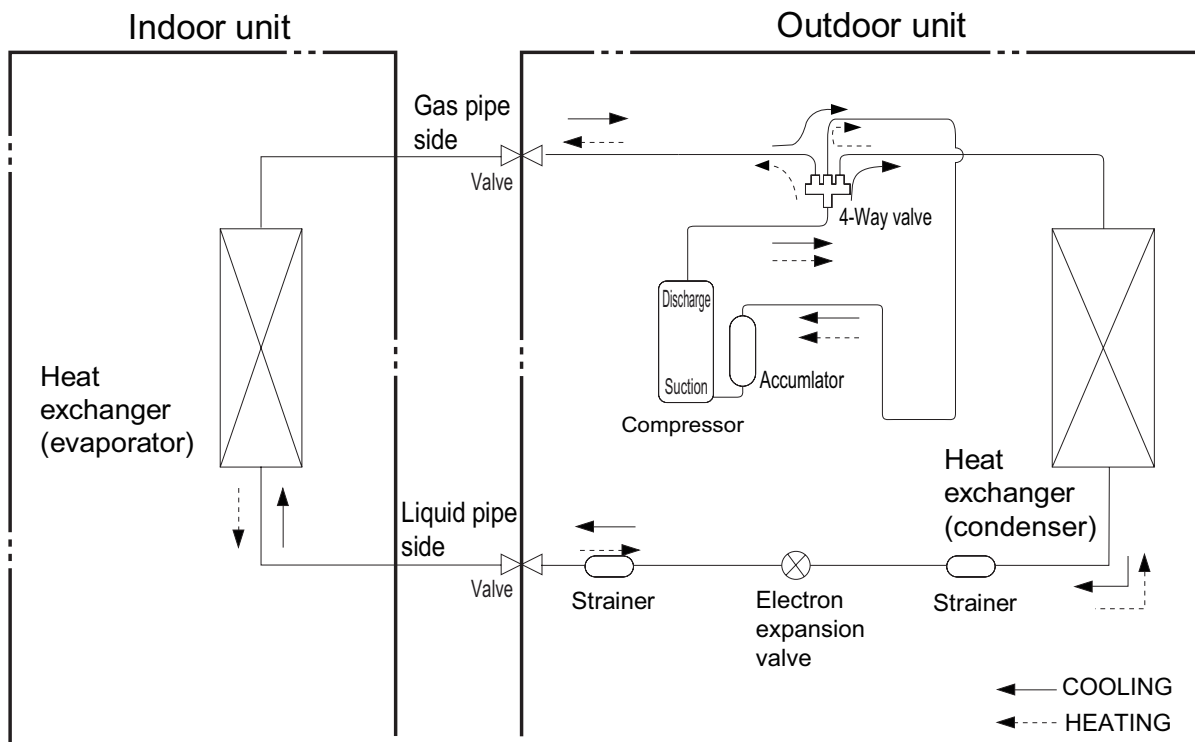 Indoor unit
Outdoor unit
Gas pipe
side
Valve
4-Way valve
Discharge
Suction
Accumlator
Compressor
Heat
exchanger
(evaporator)
Heat
exchanger
(condenser)
Liquid pipe
side
Valve
Strainer
Electron
expansion
valve
Strainer
COOLING
HEATING